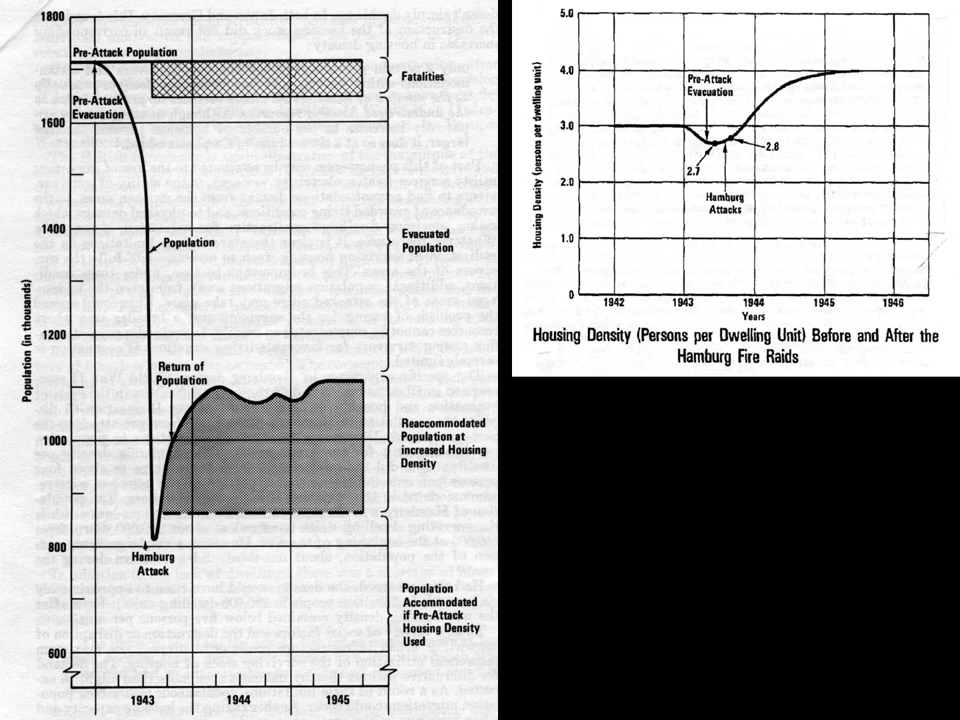 1800
Pre-Attack Population
Fatalities
Pre-Attack
Evacuation
1600
1400
Population
Evacuated
Population
Population (in thousands)
1200
Return of
Population
1000
Reaccommodated
Population at
increased Housing
Density
800
Hamburg
Attack
Population
Accommodated
if Pre-Attack
Housing Density
Used
600
1943
1944
1945
5.0
4.0
Pre-Attack
Evacuation
3.0
2.8
2.7
2.0
Hamburg
Attacks
1.0
0
Housing Density (persons per dwelling unit)
1942
1943
1944
1945
1946
Years
Housing Density (Persons per Dwelling Unit) Before and After the
Hamburg Fire Raids